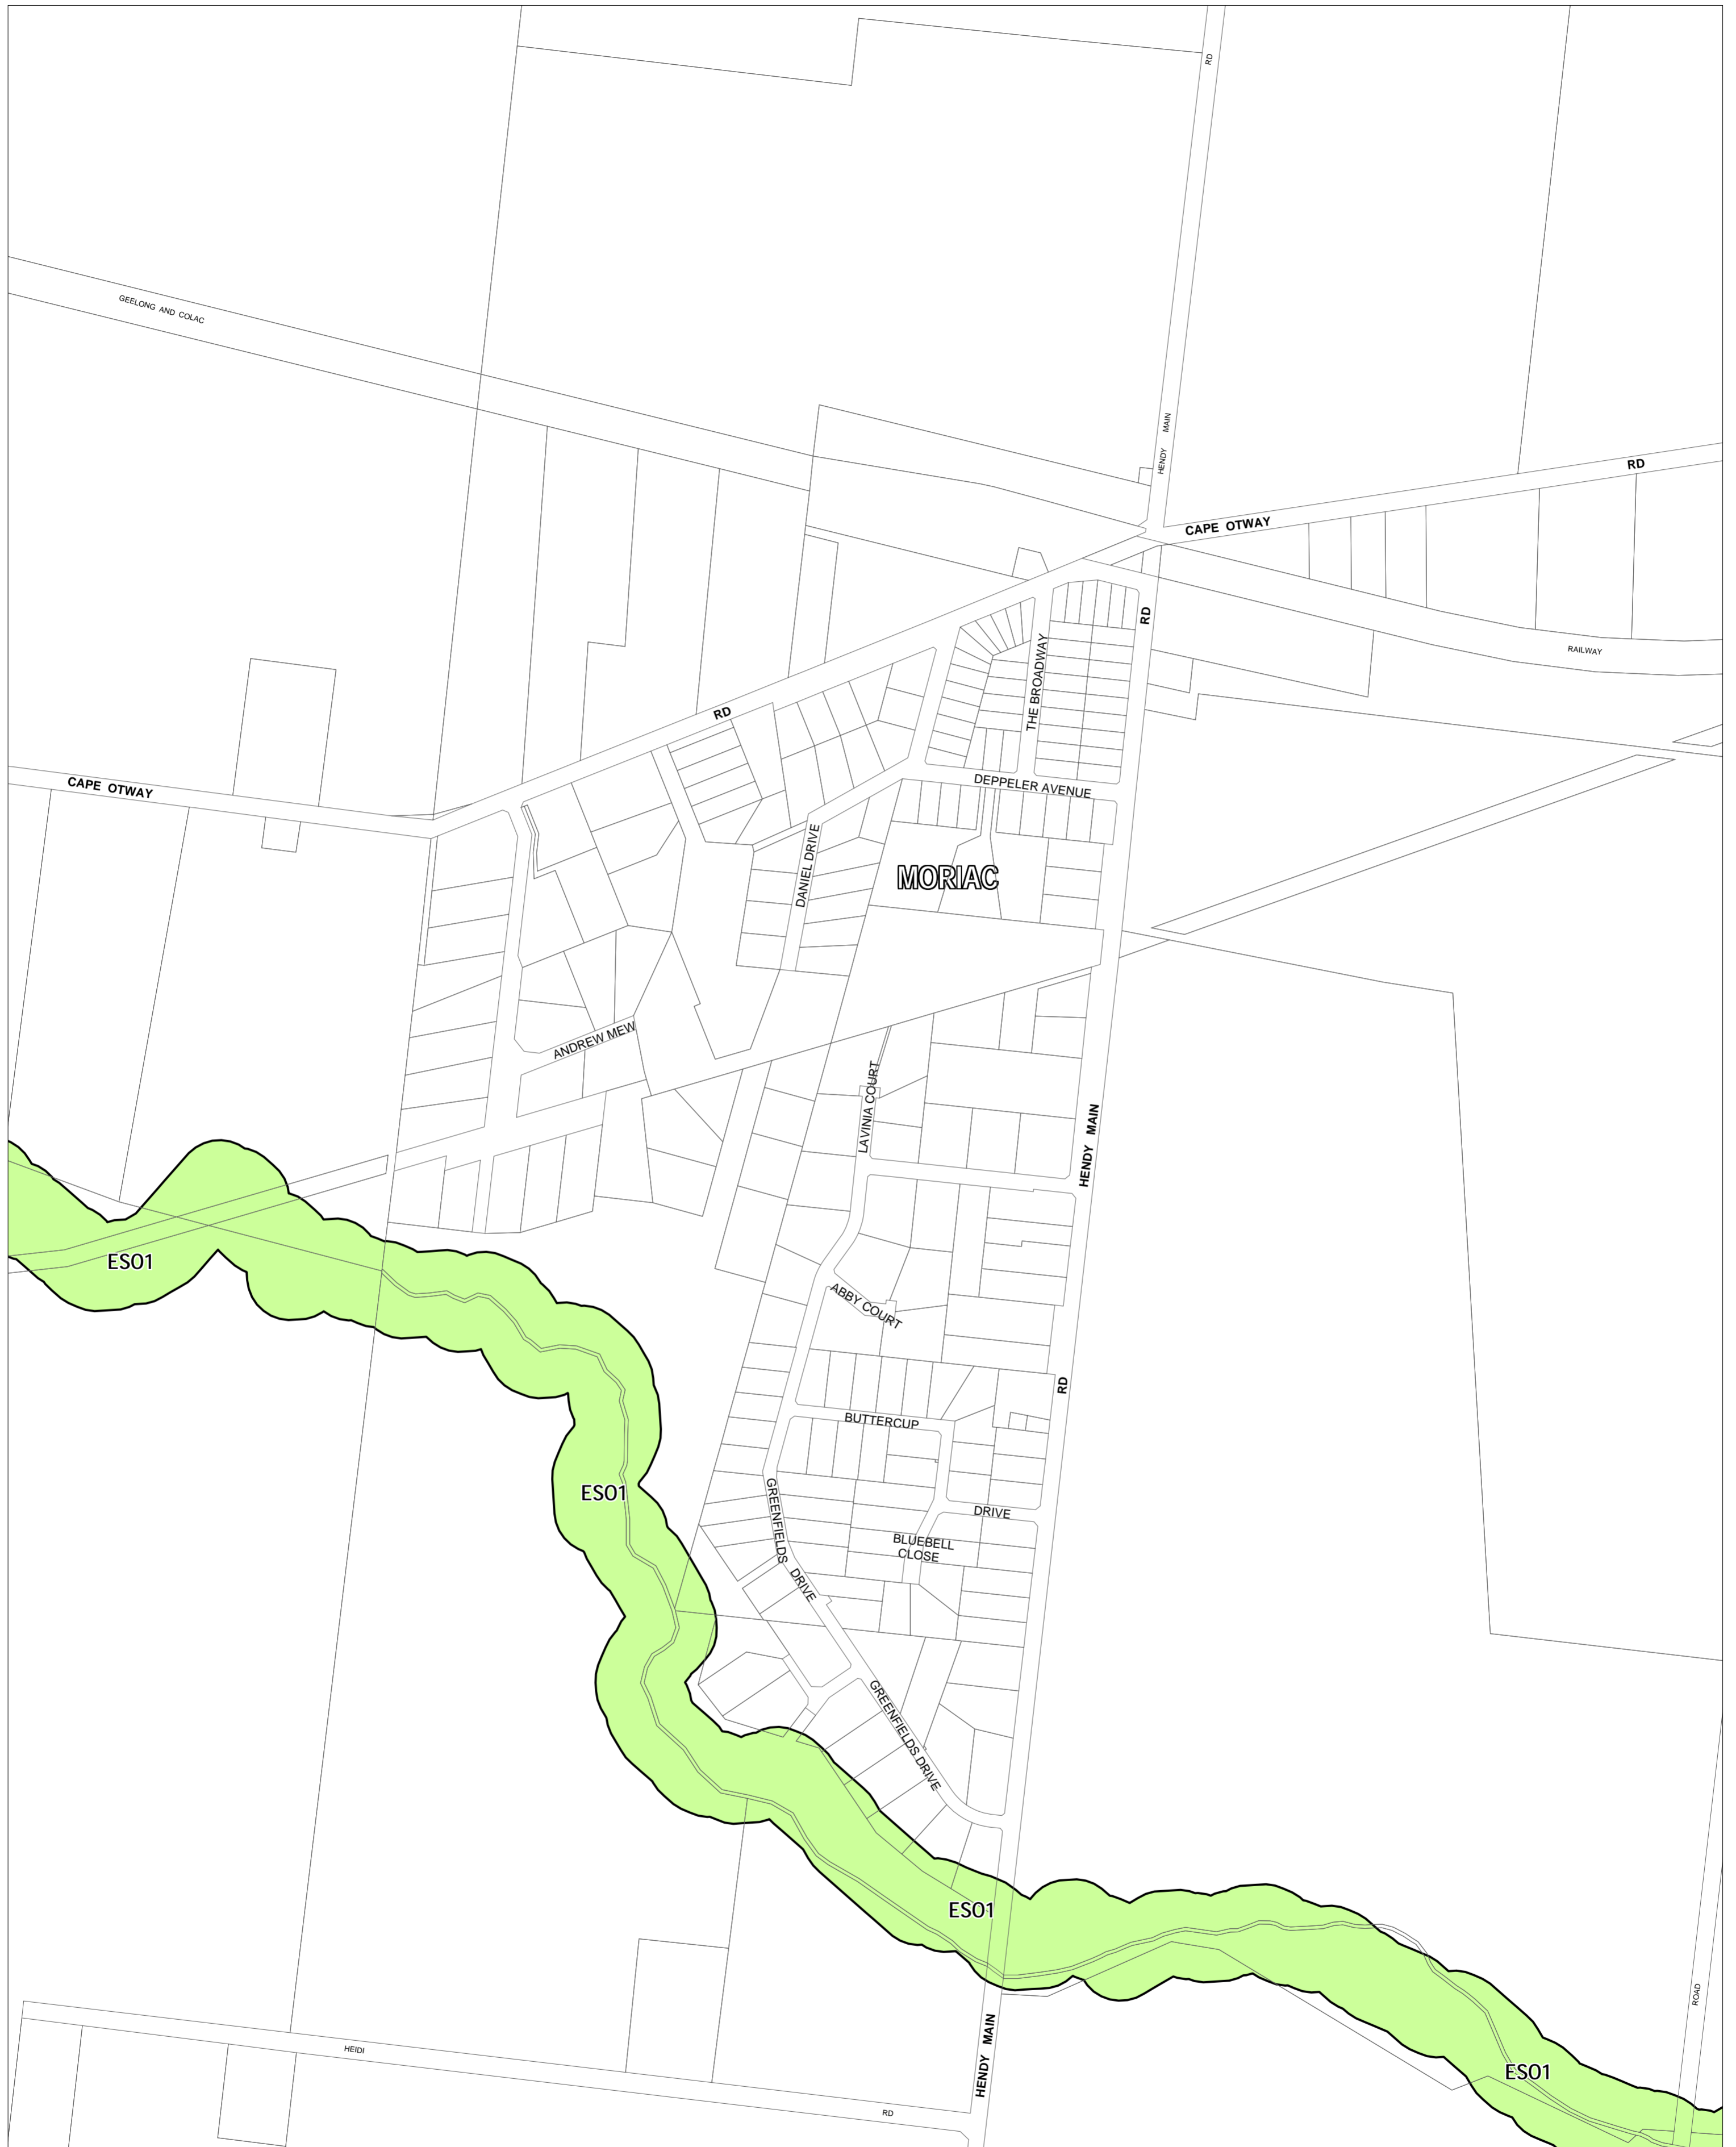 RD
GEELONG AND COLAC
HENDY MAIN
RD
CAPE OTWAY
RD
RAILWAY
THE BROADWAY
RD
CAPE OTWAY
DEPPELER AVENUE
DANIEL DRIVE
MORIAC
ANDREW MEW
LAVINIA COURT
HENDY MAIN
ESO1
ABBY COURT
RD
BUTTERCUP
ESO1
GREENFIELDS DRIVE
DRIVE
BLUEBELL
CLOSE
GREENFIELDS DRIVE
ESO1
ROAD
HENDY MAIN
HEIDI
ESO1
RD